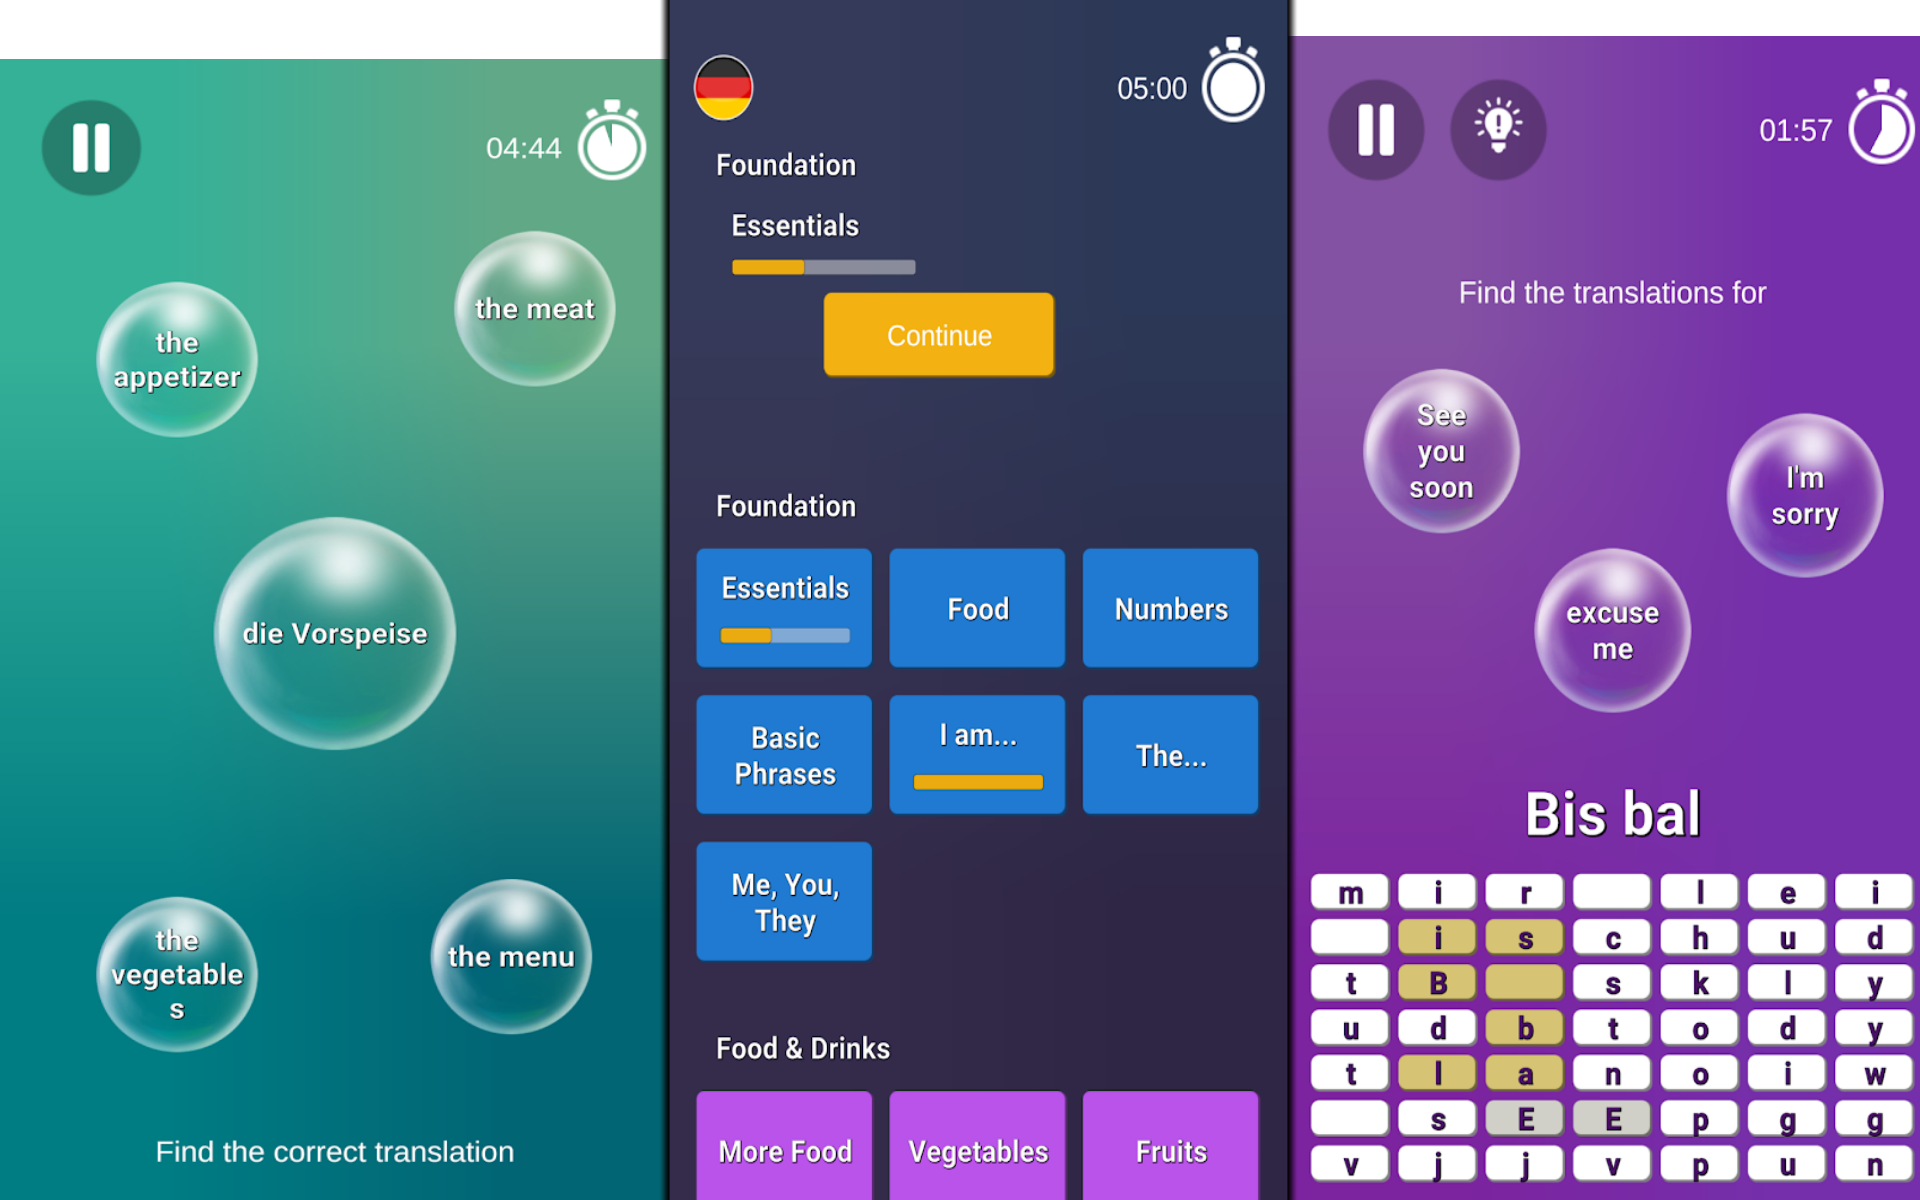 04:44
the meat
the
appetizer
die Vorspeise
the
vegetable
s
the menu
Find the correct translation
05:00
Foundation
Essentials
Continue
Foundation
Essentials
Food
Numbers
Basic
Phrases
I am...
The...
Me, You,
They
Food & Drinks
More Food
Vegetables
Fruits
01:57
Find the translations for
See
you
soon
I'm
sorry
excuse
me
Bis bal
m i r l e i
i s c h u d
t B s k l y
u d b t o d y
t l a n o i w
s E E p g g
v j j v p u n